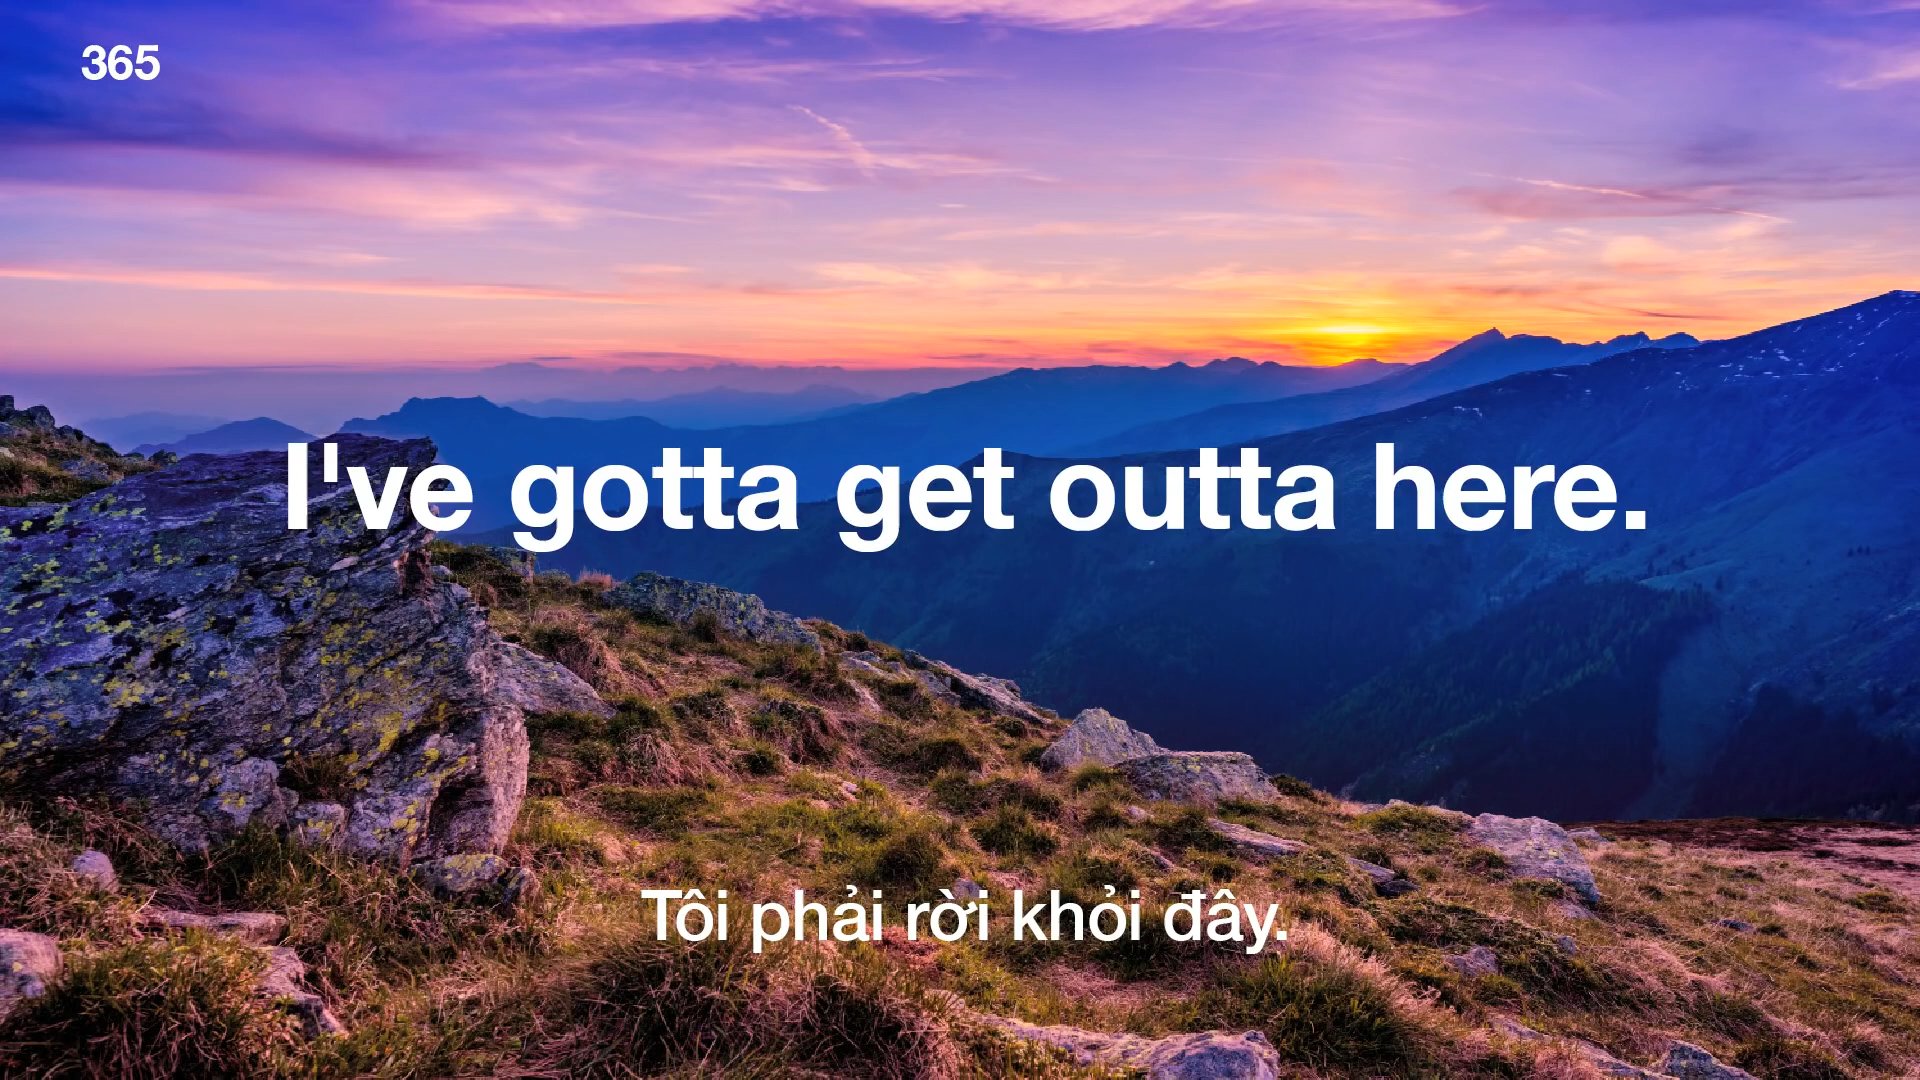 365
I've gotta get outta here.
Tôi phải rời khỏi đây.